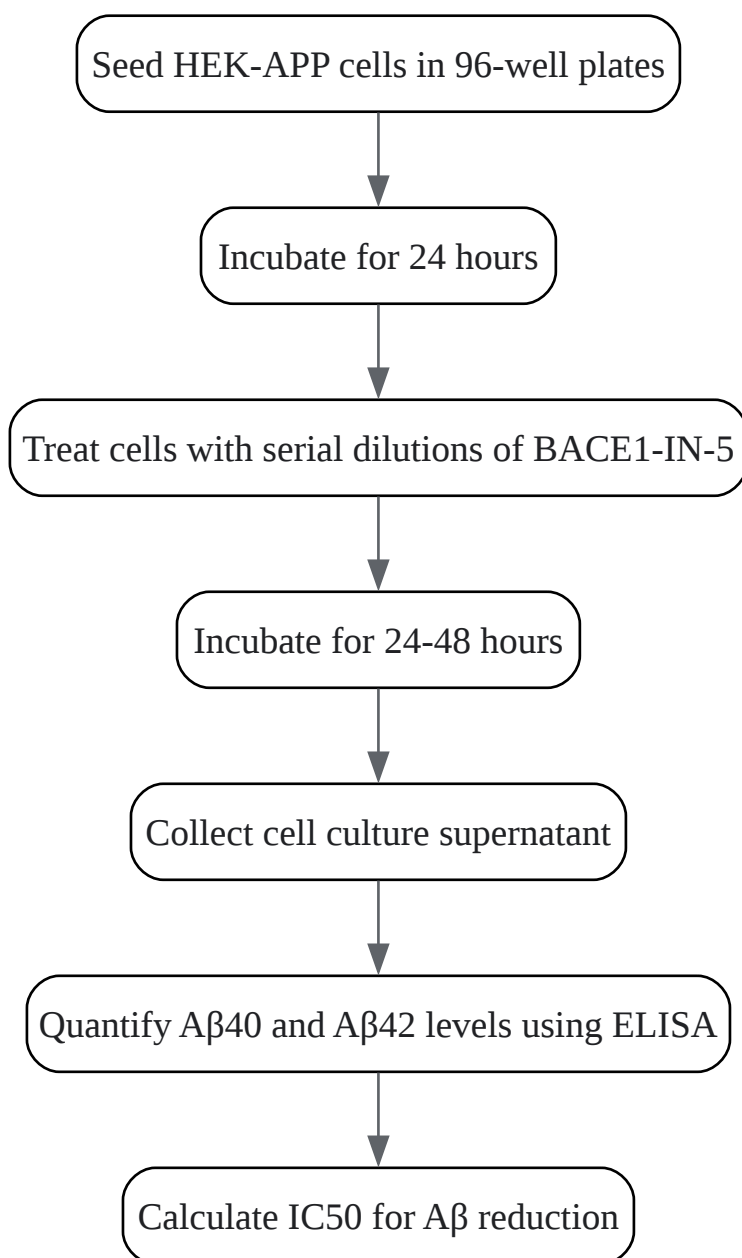 Seed HEK-APP cells in 96-well plates
Incubate for 24 hours
Treat cells with serial dilutions of BACE1-IN-5
Incubate for 24-48 hours
Collect cell culture supernatant
Quantify Aβ40 and Aβ42 levels using ELISA
Calculate IC50 for Aβ reduction